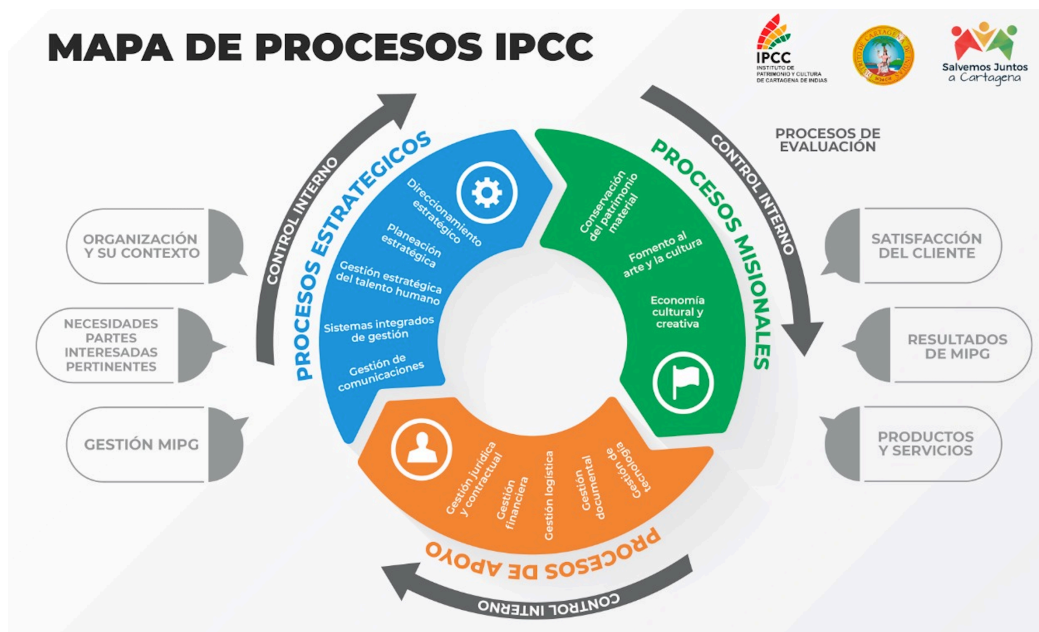 MAPA DE PROCESOS IPCC
IPCC
INSTITUTO DE
PATRIMONIO Y CULTURA
DE CARTAGENA DE INDIAS
Salvemos Juntos
a Cartagena
PROCESOS DE
EVALUACIÓN
CONTROL INTERNO
PROCESOS ESTRATEGICOS
Direccionamiento
estratégico
Planeación
estratégica
Gestión estratégica
del talento humano
Sistemas integrados
de gestión
Gestión de
comunicaciones
CONTROL INTERNO
PROCESOS MISIONALES
Conservación
del patrimonio
material
Fomento al
arte y la cultura
Economía
cultural y
creativa
ORGANIZACIÓN
Y SU CONTEXTO
NECESIDADES
PARTES
INTERESADAS
PERTINENTES
GESTIÓN MIPG
SATISFACCIÓN
DEL CLIENTE
RESULTADOS
DE MIPG
PRODUCTOS
Y SERVICIOS
Gestión jurídica
y contractual
Gestión
financiera
Gestión logística
Gestión
documental
Gestión de
tecnología
PROCESOS DE APOYO
CONTROL INTERNO